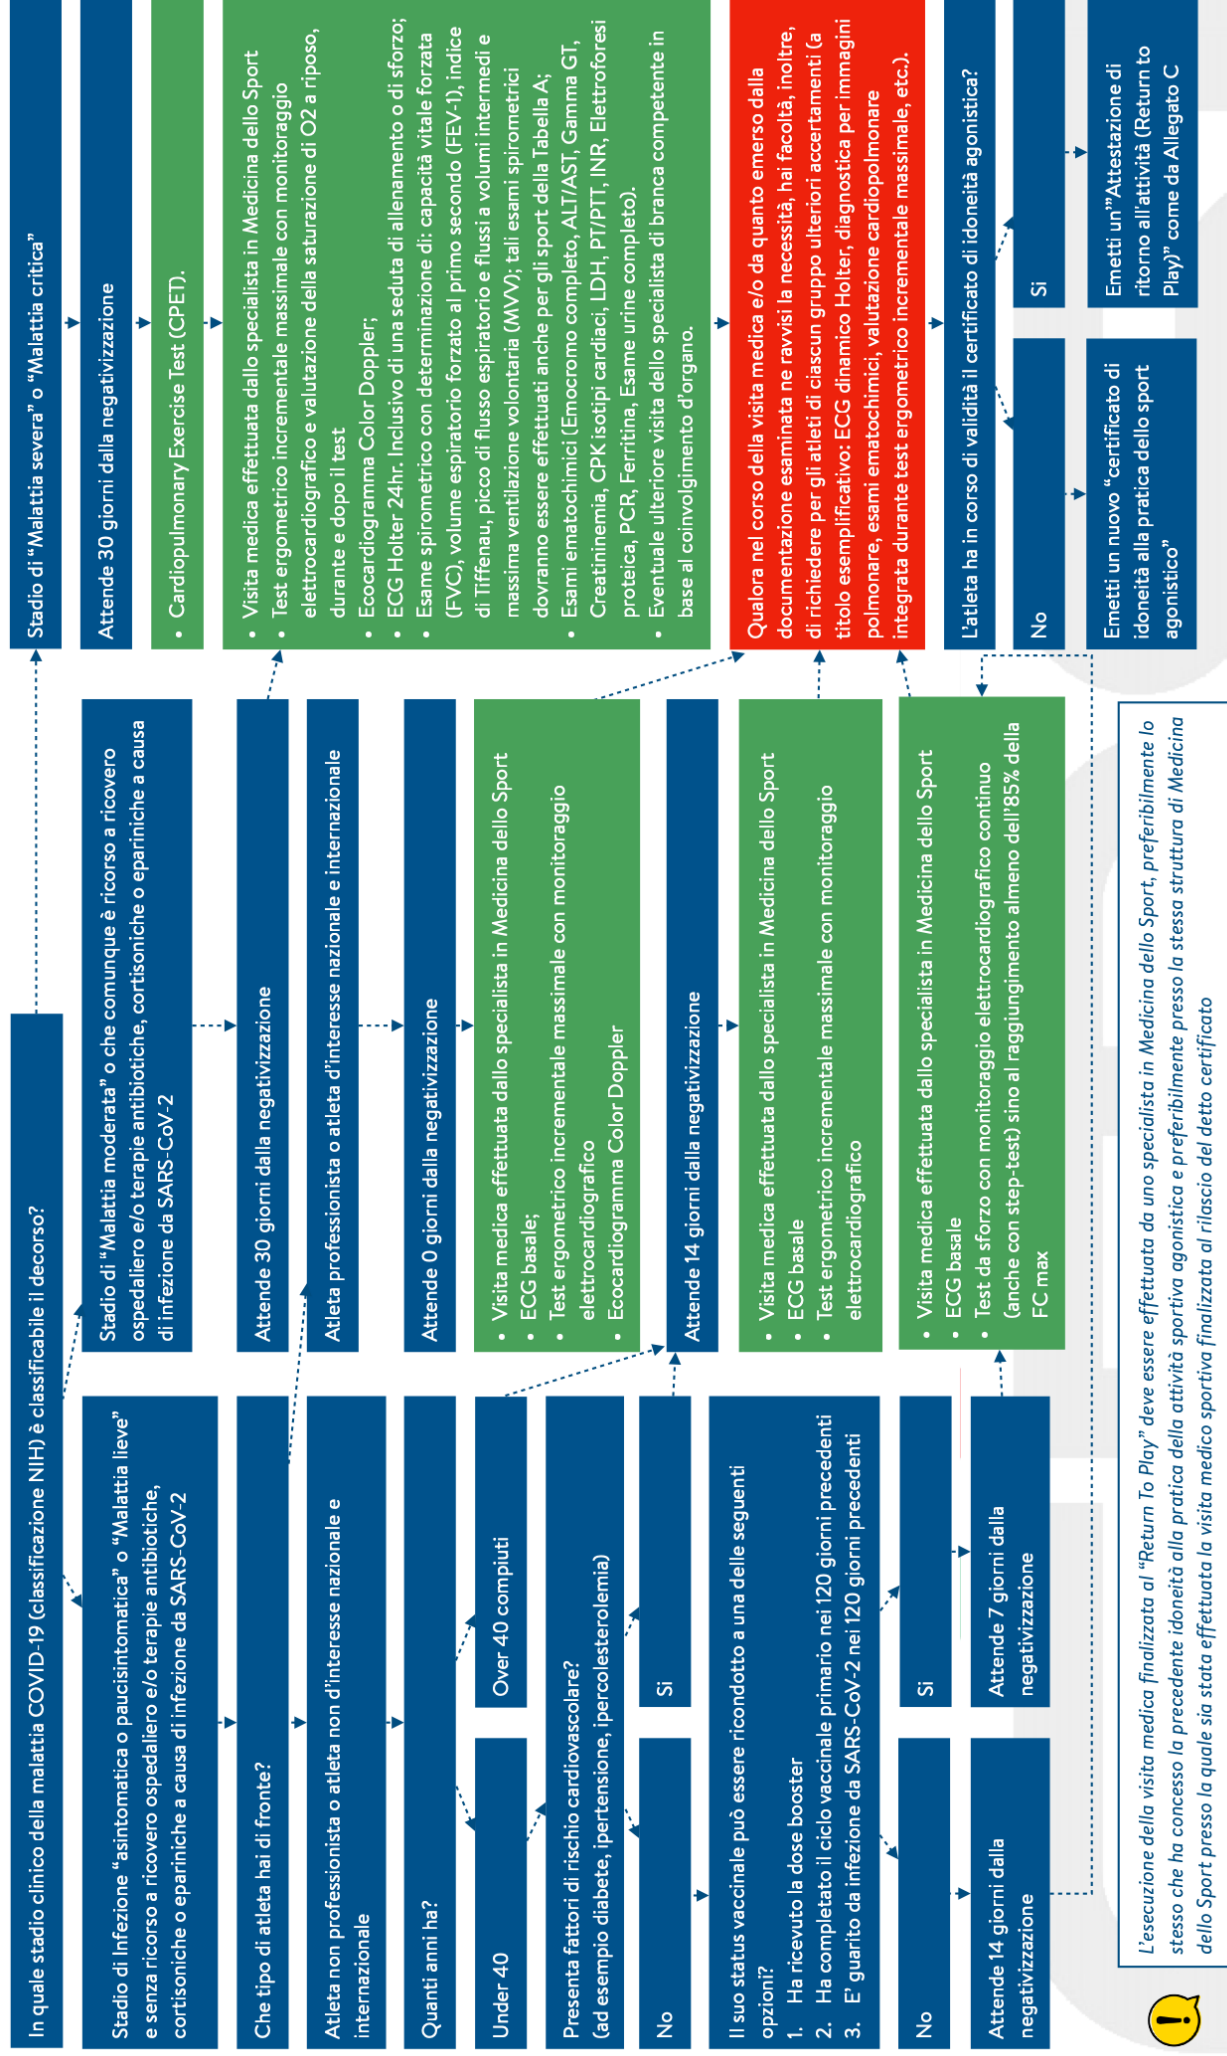 In quale stadio clinico della malattia COVID-19 (classificazione NIH) è classificabile il decorso?
Stadio di Infezione “asintomatica o paucisintomatica” o “Malattia lieve”
e senza ricorso a ricovero ospedaliero e/o terapie antibiotiche,
cortisoniche o epariniche a causa di infezione da SARS-CoV-2
Che tipo di atleta hai di fronte?
Atleta non professionista o atleta non d’interesse nazionale e
internazionale
Quanti anni ha?
Under 40
Over 40 compiuti
Presenta fattori di rischio cardiovascolare?
(ad esempio diabete, ipertensione, ipercolesterolemia)
No
Si
Il suo status vaccinale può essere ricondotto a una delle seguenti
opzioni?
1. Ha ricevuto la dose booster
2. Ha completato il ciclo vaccinale primario nei 120 giorni precedenti
3. E’ guarito da infezione da SARS-CoV-2 nei 120 giorni precedenti
No
Si
Attende 14 giorni dalla
negativizzazione
Attende 7 giorni dalla
negativizzazione
Stadio di “Malattia moderata” o che comunque è ricorso a ricovero
ospedaliero e/o terapie antibiotiche, cortisoniche o epariniche a causa
di infezione da SARS-CoV-2
Attende 30 giorni dalla negativizzazione
Atleta professionista o atleta d’interesse nazionale e internazionale
Attende 0 giorni dalla negativizzazione
• Visita medica effettuata dallo specialista in Medicina dello Sport
• ECG basale;
• Test ergometrico incrementale massimale con monitoraggio
elettrocardiografico
• Ecocardiogramma Color Doppler
Attende 14 giorni dalla negativizzazione
• Visita medica effettuata dallo specialista in Medicina dello Sport
• ECG basale
• Test ergometrico incrementale massimale con monitoraggio
elettrocardiografico
• Visita medica effettuata dallo specialista in Medicina dello Sport
• ECG basale
• Test da sforzo con monitoraggio elettrocardiografico continuo
(anche con step-test) sino al raggiungimento almeno dell’85% della
FC max
Stadio di “Malattia severa” o “Malattia critica”
Attende 30 giorni dalla negativizzazione
• Cardiopulmonary Exercise Test (CPET).
• Visita medica effettuata dallo specialista in Medicina dello Sport
• Test ergometrico incrementale massimale con monitoraggio
elettrocardiografico e valutazione della saturazione di O2 a riposo,
durante e dopo il test
• Ecocardiogramma Color Doppler;
• ECG Holter 24hr. Inclusivo di una seduta di allenamento o di sforzo;
• Esame spirometrico con determinazione di: capacità vitale forzata
(FVC), volume espiratorio forzato al primo secondo (FEV-1), indice
di Tiffenau, picco di flusso espiratorio e flussi a volumi intermedi e
massima ventilazione volontaria (MVV); tali esami spirometrici
dovranno essere effettuati anche per gli sport della Tabella A;
• Esami ematochimici (Emocromo completo, ALT/AST, Gamma GT,
Creatininemia, CPK isotipi cardiaci, LDH, PT/PTT, INR, Elettroforesi
proteica, PCR, Ferritina, Esame urine completo).
• Eventuale ulteriore visita dello specialista di branca competente in
base al coinvolgimento d’organo.
Qualora nel corso della visita medica e/o da quanto emerso dalla
documentazione esaminata ne ravvisi la necessità, hai facoltà, inoltre,
di richiedere per gli atleti di ciascun gruppo ulteriori accertamenti (a
titolo esemplificativo: ECG dinamico Holter, diagnostica per immagini
polmonare, esami ematochimici, valutazione cardiopolmonare
integrata durante test ergometrico incrementale massimale, etc.).
L’atleta ha in corso di validità il certificato di idoneità agonistica?
No
Si
Emetti un nuovo “certificato di
idoneità alla pratica dello sport
agonistico”
Emetti un’”Attestazione di
ritorno all’attività (Return to
Play)” come da Allegato C
L’esecuzione della visita medica finalizzata al “Return To Play” deve essere effettuata da uno specialista in Medicina dello Sport, preferibilmente lo
stesso che ha concesso la precedente idoneità alla pratica della attività sportiva agonistica e preferibilmente presso la stessa struttura di Medicina
dello Sport presso la quale sia stata effettuata la visita medico sportiva finalizzata al rilascio del detto certificato